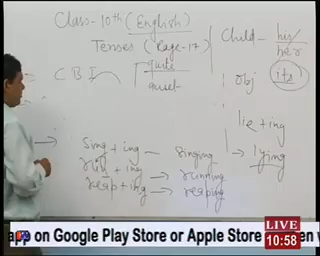 Class-10th (English)
Tenses (Page-17
Child - his/
her
its
Obj
C B I
quite
quiet
lie + ing
→ lying
Sing + ing - singing
run + ing → running
reap + ing → reaping
LIVE
10:58
app on Google Play Store or Apple Store